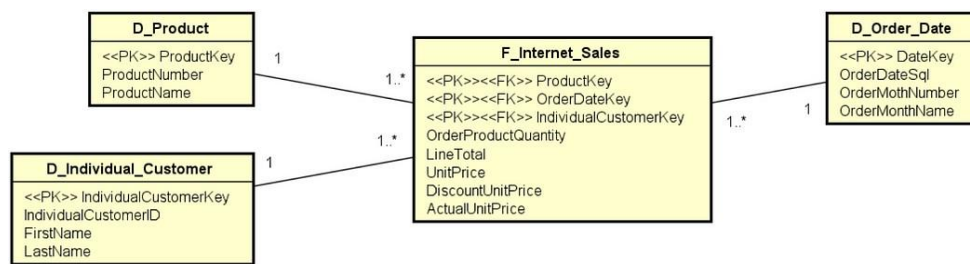 D_Product
<<PK>> ProductKey
ProductNumber
ProductName
1
1..*
F_Internet_Sales
<<PK>><<FK>> ProductKey
<<PK>><<FK>> OrderDateKey
<<PK>><<FK>> IndividualCustomerKey
OrderProductQuantity
LineTotal
UnitPrice
DiscountUnitPrice
ActualUnitPrice
D_Order_Date
<<PK>> DateKey
OrderDateSql
OrderMothNumber
OrderMonthName
1
1..*
D_Individual_Customer
<<PK>> IndividualCustomerKey
IndividualCustomerID
FirstName
LastName
1
1..*